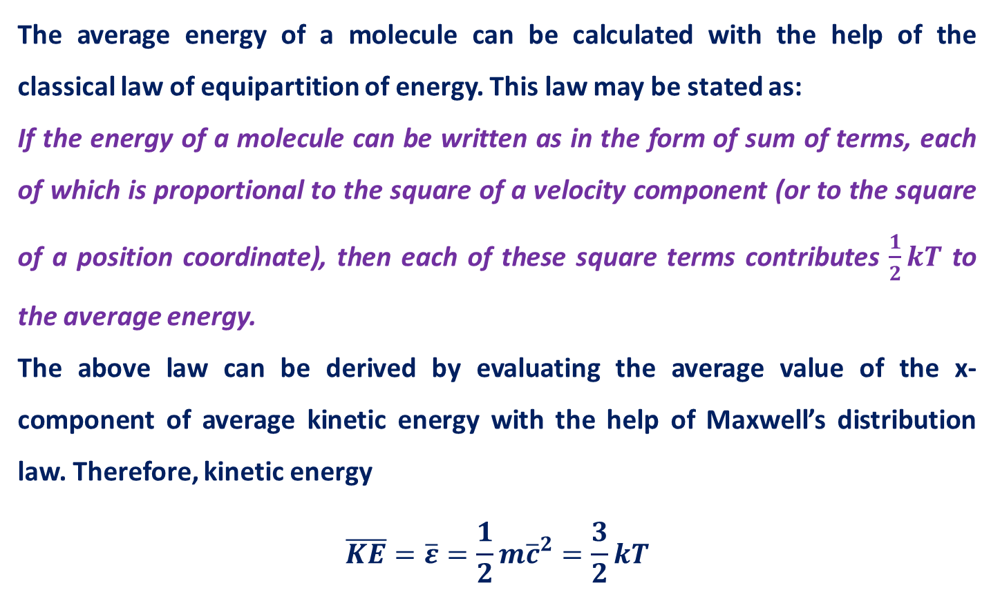 The average energy of a molecule can be calculated with the help of the
classical law of equipartition of energy. This law may be stated as:
If the energy of a molecule can be written as in the form of sum of terms, each
of which is proportional to the square of a velocity component (or to the square
of a position coordinate), then each of these square terms contributes \frac{1}{2} kT to
the average energy.
The above law can be derived by evaluating the average value of the x-
component of average kinetic energy with the help of Maxwell’s distribution
law. Therefore, kinetic energy
\overline{KE} = \bar{ε} = \frac{1}{2} m\bar{c}^2 = \frac{3}{2} kT